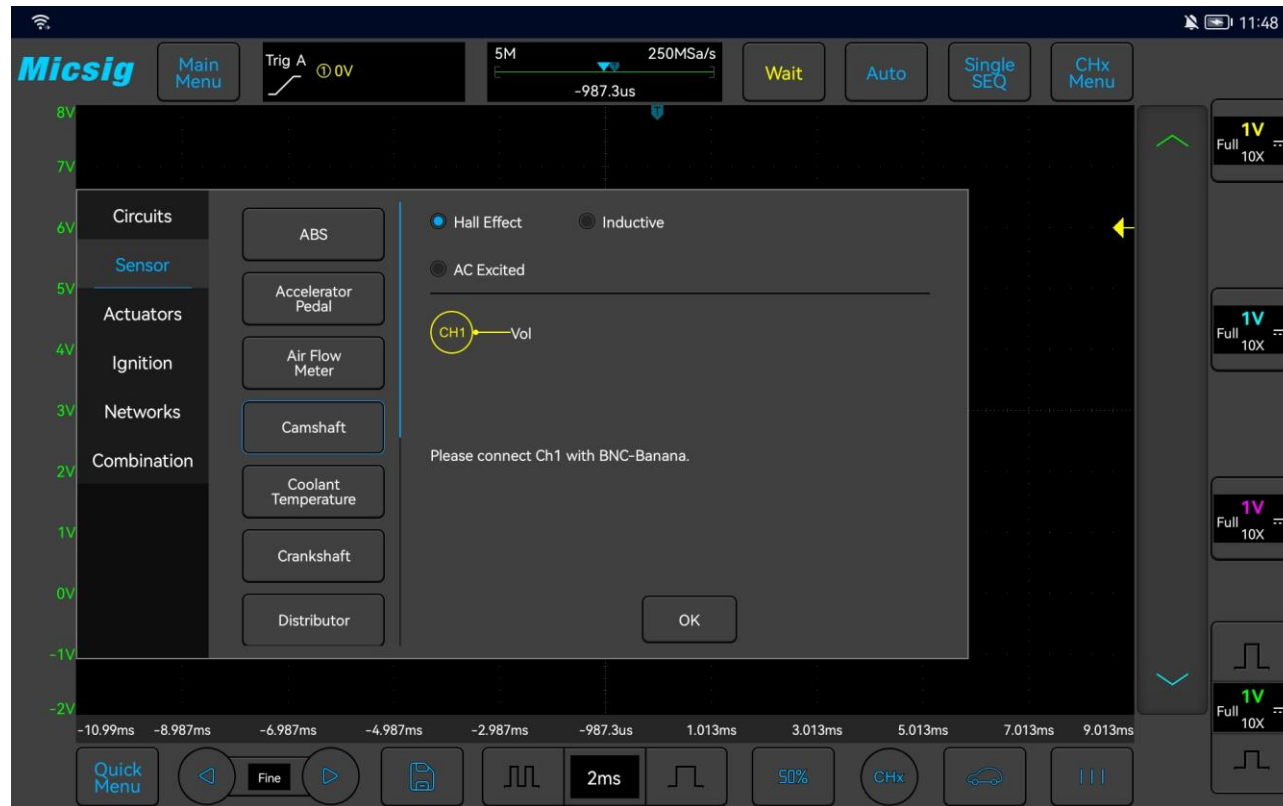 11:48
Micsig
Main
Menu
Trig A
① 0V
5M
250MSa/s
-987.3us
Wait
Auto
Single
SEQ
CHx
Menu
T
8V
7V
6V
5V
4V
3V
2V
1V
0V
-1V
-2V
Circuits
Sensor
Actuators
Ignition
Networks
Combination
ABS
Accelerator
Pedal
Air Flow
Meter
Camshaft
Coolant
Temperature
Crankshaft
Distributor
Hall Effect
Inductive
AC Excited
CH1
Vol
Please connect Ch1 with BNC-Banana.
OK
1V
Full
10X
1V
Full
10X
1V
Full
10X
1V
Full
10X
-10.99ms -8.987ms -6.987ms -4.987ms -2.987ms -987.3us 1.013ms 3.013ms 5.013ms 7.013ms 9.013ms
Quick
Menu
Fine
2ms
50%
CHx